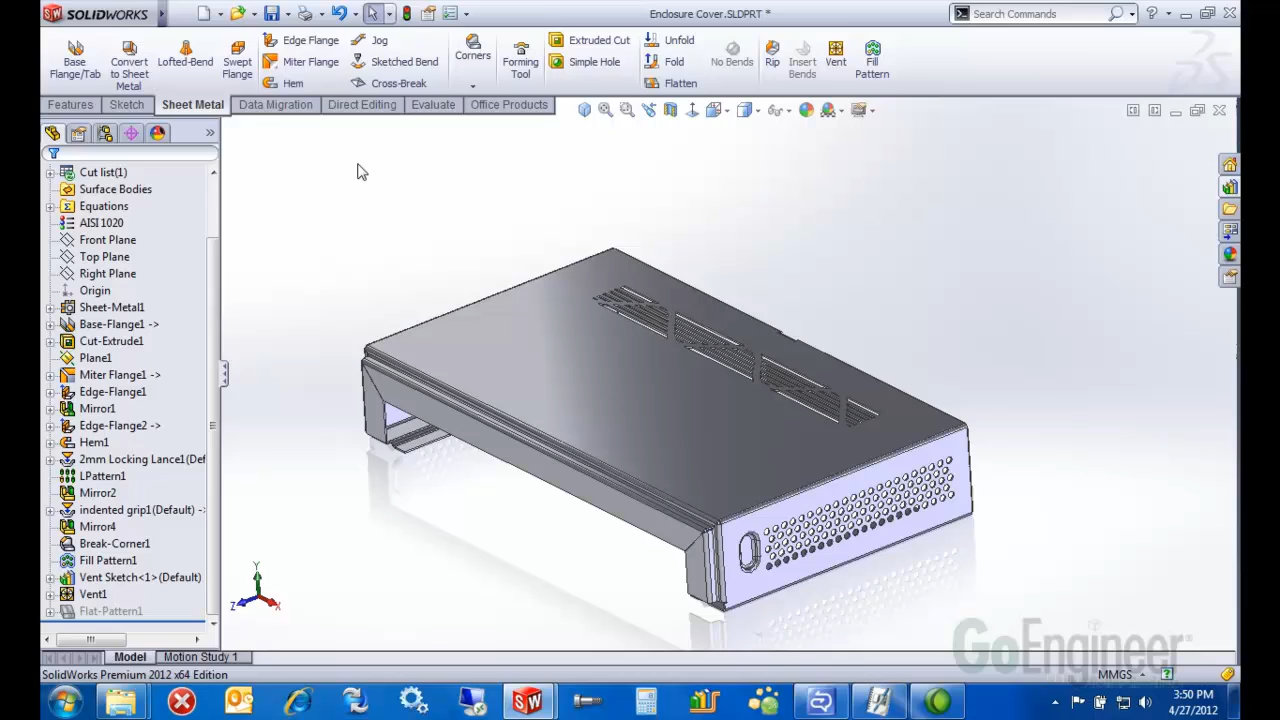 SOLIDWORKS
Enclosure Cover.SLDPRT *
Search Commands
Base Flange/Tab
Convert to Sheet Metal
Lofted-Bend
Swept Flange
Edge Flange
Miter Flange
Hem
Jog
Sketched Bend
Cross-Break
Corners
Forming Tool
Extruded Cut
Simple Hole
Unfold
Fold
Flatten
No Bends
Rip
Insert Bends
Vent
Fill Pattern
Features Sketch Sheet Metal Data Migration Direct Editing Evaluate Office Products
Cut list(1)
Surface Bodies
Equations
AISI 1020
Front Plane
Top Plane
Right Plane
Origin
Sheet-Metal1
Base-Flange1 ->
Cut-Extrude1
Plane1
Miter Flange1 ->
Edge-Flange1
Mirror1
Edge-Flange2 ->
Hem1
2mm Locking Lance1(Def
LPattern1
Mirror2
indented grip1(Default) ->
Mirror4
Break-Corner1
Fill Pattern1
Vent Sketch<1>(Default)
Vent1
Flat-Pattern1
Y
Z
X
GoEngineer®
Model Motion Study 1
SolidWorks Premium 2012 x64 Edition
MMGS
3:50 PM
4/27/2012